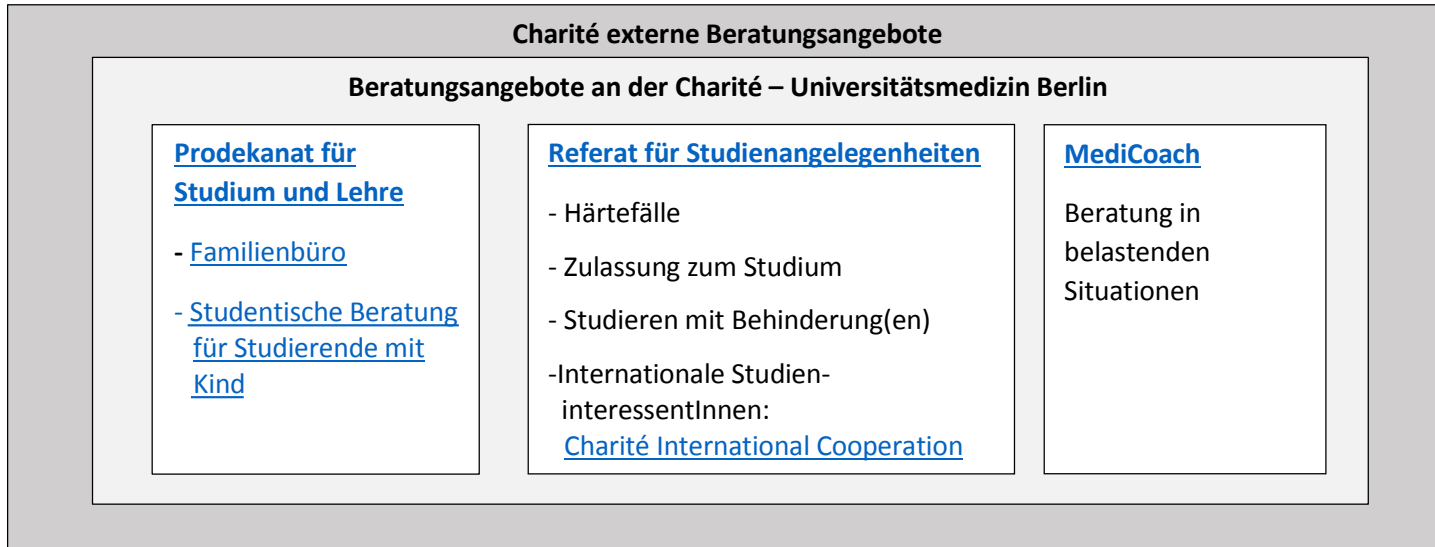 Charité externe Beratungsangebote
Beratungsangebote an der Charité – Universitätsmedizin Berlin
Prodekanat für
Studium und Lehre
- Familienbüro
- Studentische Beratung
für Studierende mit
Kind
Referat für Studienangelegenheiten
- Härtefälle
- Zulassung zum Studium
- Studieren mit Behinderung(en)
-Internationale Studien-
interessentInnen:
Charité International Cooperation
MediCoach
Beratung in
belastenden
Situationen